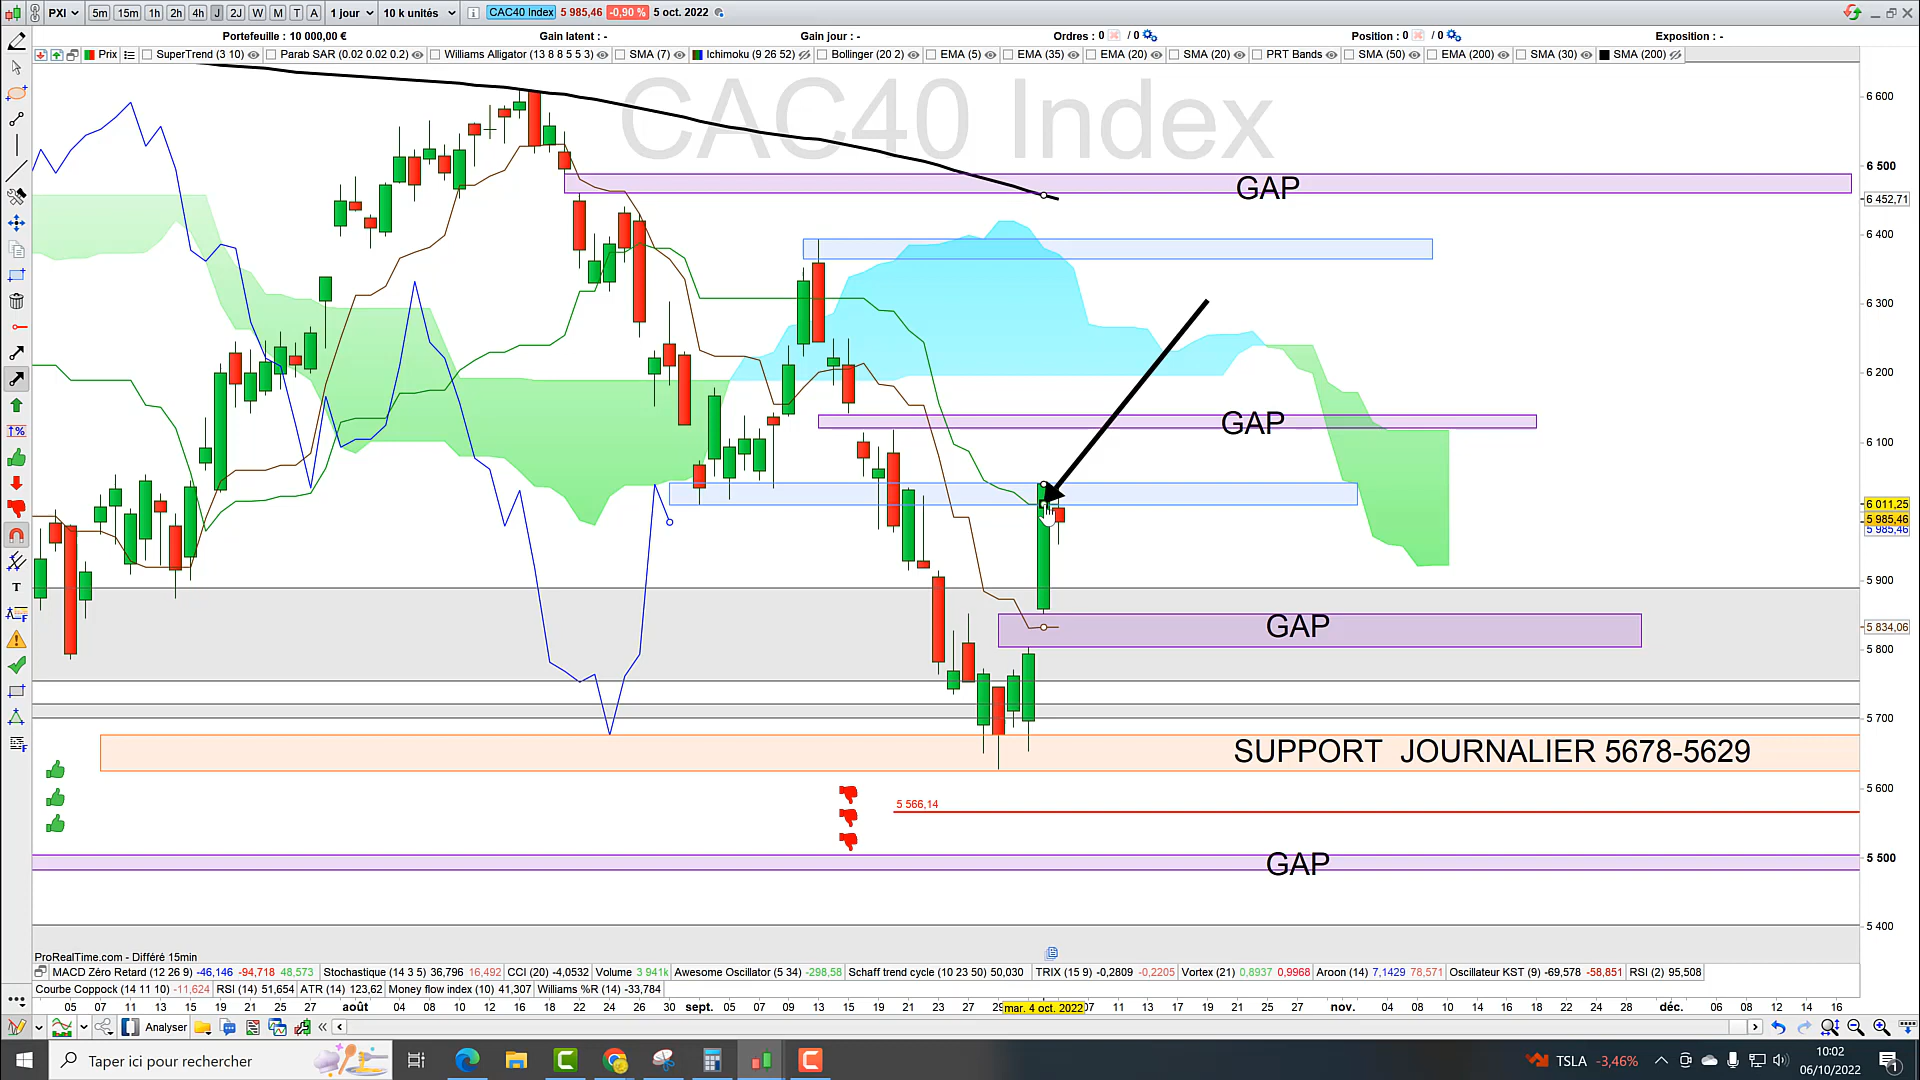 PXI 5m 15m 1h 2h 4h J 2J W M T A 1 jour 10 k unités i CAC40 Index 5 985,46 -0,90 % 5 oct. 2022
Portefeuille : 10 000,00 € Gain latent : - Gain jour : - Ordres : 0 / 0 Position : 0 / 0 Exposition : -
Prix SuperTrend (3 10) Parab SAR (0.02 0.02 0.2) Williams Alligator (13 8 8 5 5 3) SMA (7) Ichimoku (9 26 52) Bollinger (20 2) EMA (5) EMA (35) EMA (20) SMA (20) PRT Bands SMA (50) EMA (200) SMA (30) SMA (200)
CAC40 Index
6 600
6 500
GAP
6 452,71
6 400
6 300
6 200
GAP
6 100
6 011,25
5 985,46
5 985,46
5 900
GAP
5 834,06
5 800
5 700
SUPPORT JOURNALIER 5678-5629
5 600
5 566,14
GAP
5 500
5 400
ProRealTime.com - Différé 15min
MACD Zéro Retard (12 26 9) -46,146 -94,718 48,573 Stochastique (14 3 5) 36,796 16,492 CCI (20) -4,0532 Volume 3 941k Awesome Oscillator (5 34) -298,58 Schaff trend cycle (10 23 50) 50,030 TRIX (15 9) -0,2809 -0,2205 Vortex (21) 0,8937 0,9968 Aroon (14) 7,1429 78,571 Oscillateur KST (9) -69,578 -58,851 RSI (2) 95,508
Courbe Coppock (14 11 10) -11,624 RSI (14) 51,654 ATR (14) 123,62 Money flow index (10) 41,307 Williams %R (14) -33,784
05 11 13 15 19 21 25 27 août 04 08 10 12 16 18 22 24 26 30 sept. 05 07 09 13 15 19 21 23 27 29 mar. 4 oct. 2022 07 11 13 17 19 21 25 27 nov. 04 08 10 14 16 18 22 24 28 déc. 06 08 12 14 16
Analyser
Taper ici pour rechercher
TSLA -3,46%
10:02
06/10/2022
1